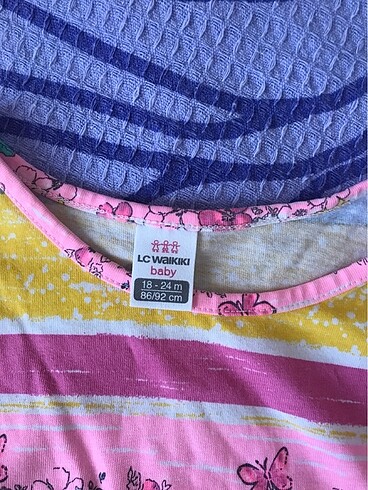 LC WAIKIKI
baby
18 - 24 m
86/92 cm